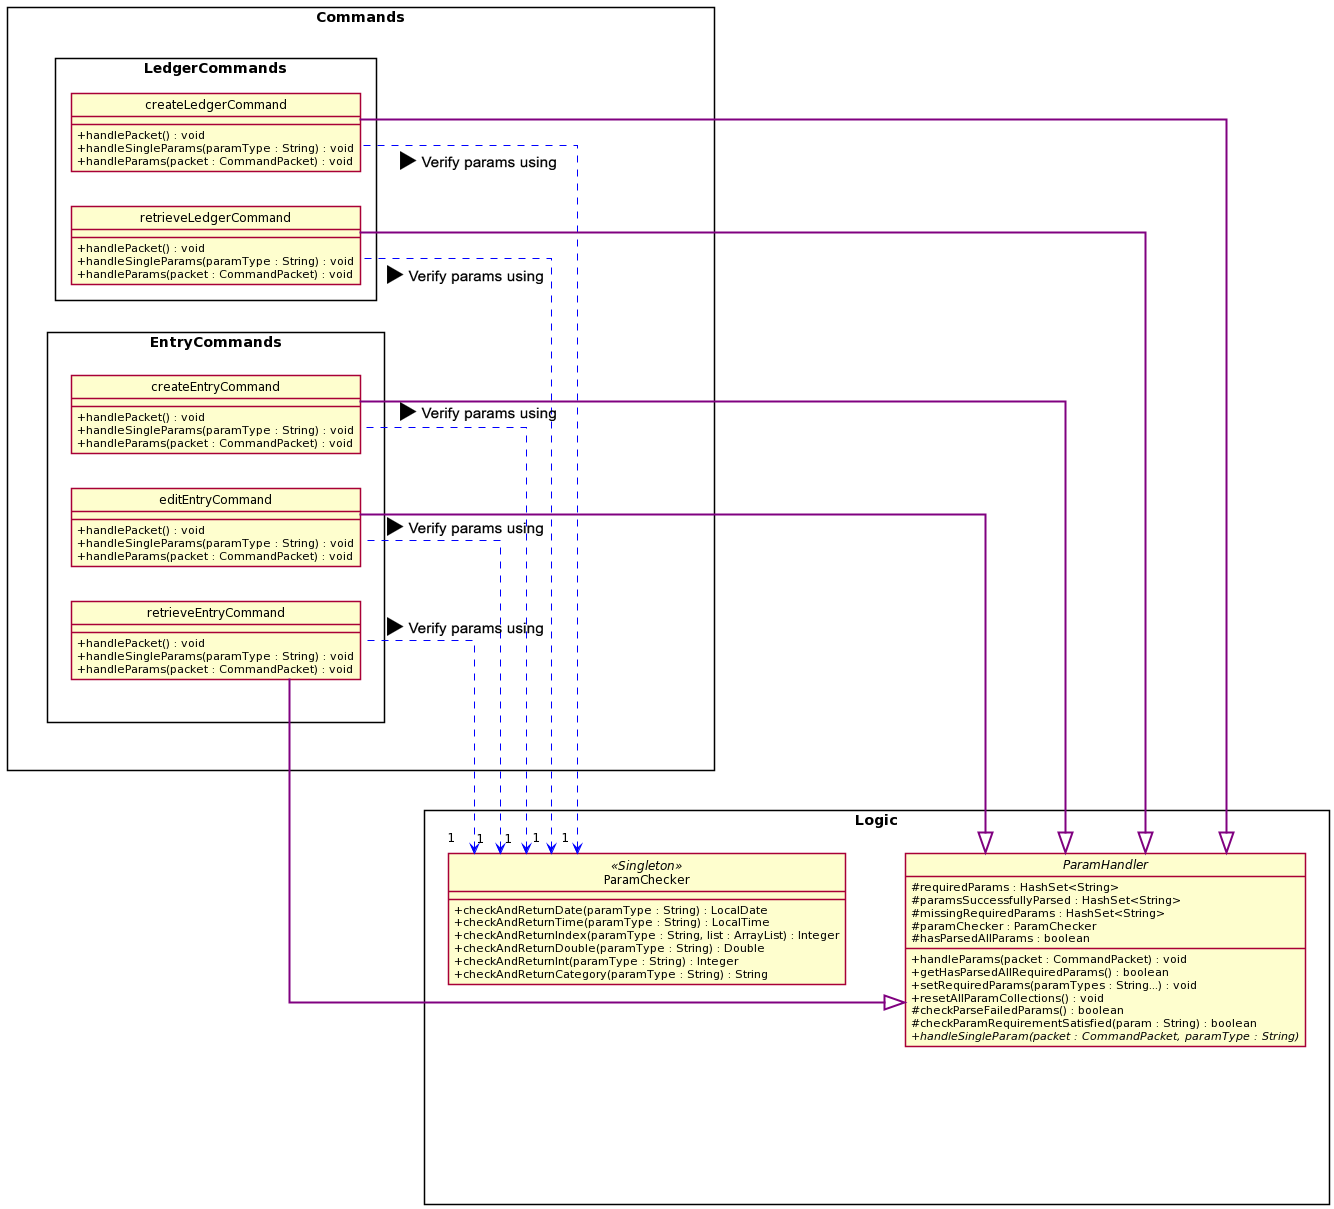 Commands
LedgerCommands
createLedgerCommand
+handlePacket() : void
+handleSingleParams(paramType : String) : void
+handleParams(packet : CommandPacket) : void
Verify params using
retrieveLedgerCommand
+handlePacket() : void
+handleSingleParams(paramType : String) : void
+handleParams(packet : CommandPacket) : void
Verify params using
EntryCommands
createEntryCommand
+handlePacket() : void
+handleSingleParams(paramType : String) : void
+handleParams(packet : CommandPacket) : void
Verify params using
editEntryCommand
+handlePacket() : void
+handleSingleParams(paramType : String) : void
+handleParams(packet : CommandPacket) : void
Verify params using
retrieveEntryCommand
+handlePacket() : void
+handleSingleParams(paramType : String) : void
+handleParams(packet : CommandPacket) : void
Verify params using
Logic
1 1 1 1 1
«Singleton»
ParamChecker
+checkAndReturnDate(paramType : String) : LocalDate
+checkAndReturnTime(paramType : String) : LocalTime
+checkAndReturnIndex(paramType : String, list : ArrayList) : Integer
+checkAndReturnDouble(paramType : String) : Double
+checkAndReturnInt(paramType : String) : Integer
+checkAndReturnCategory(paramType : String) : String
ParamHandler
#requiredParams : HashSet<String>
#paramsSuccessfullyParsed : HashSet<String>
#missingRequiredParams : HashSet<String>
#paramChecker : ParamChecker
#hasParsedAllParams : boolean
+handleParams(packet : CommandPacket) : void
+getHasParsedAllRequiredParams() : boolean
+setRequiredParams(paramTypes : String...) : void
+resetAllParamCollections() : void
#checkParseFailedParams() : boolean
#checkParamRequirementSatisfied(param : String) : boolean
+handleSingleParam(packet : CommandPacket, paramType : String)